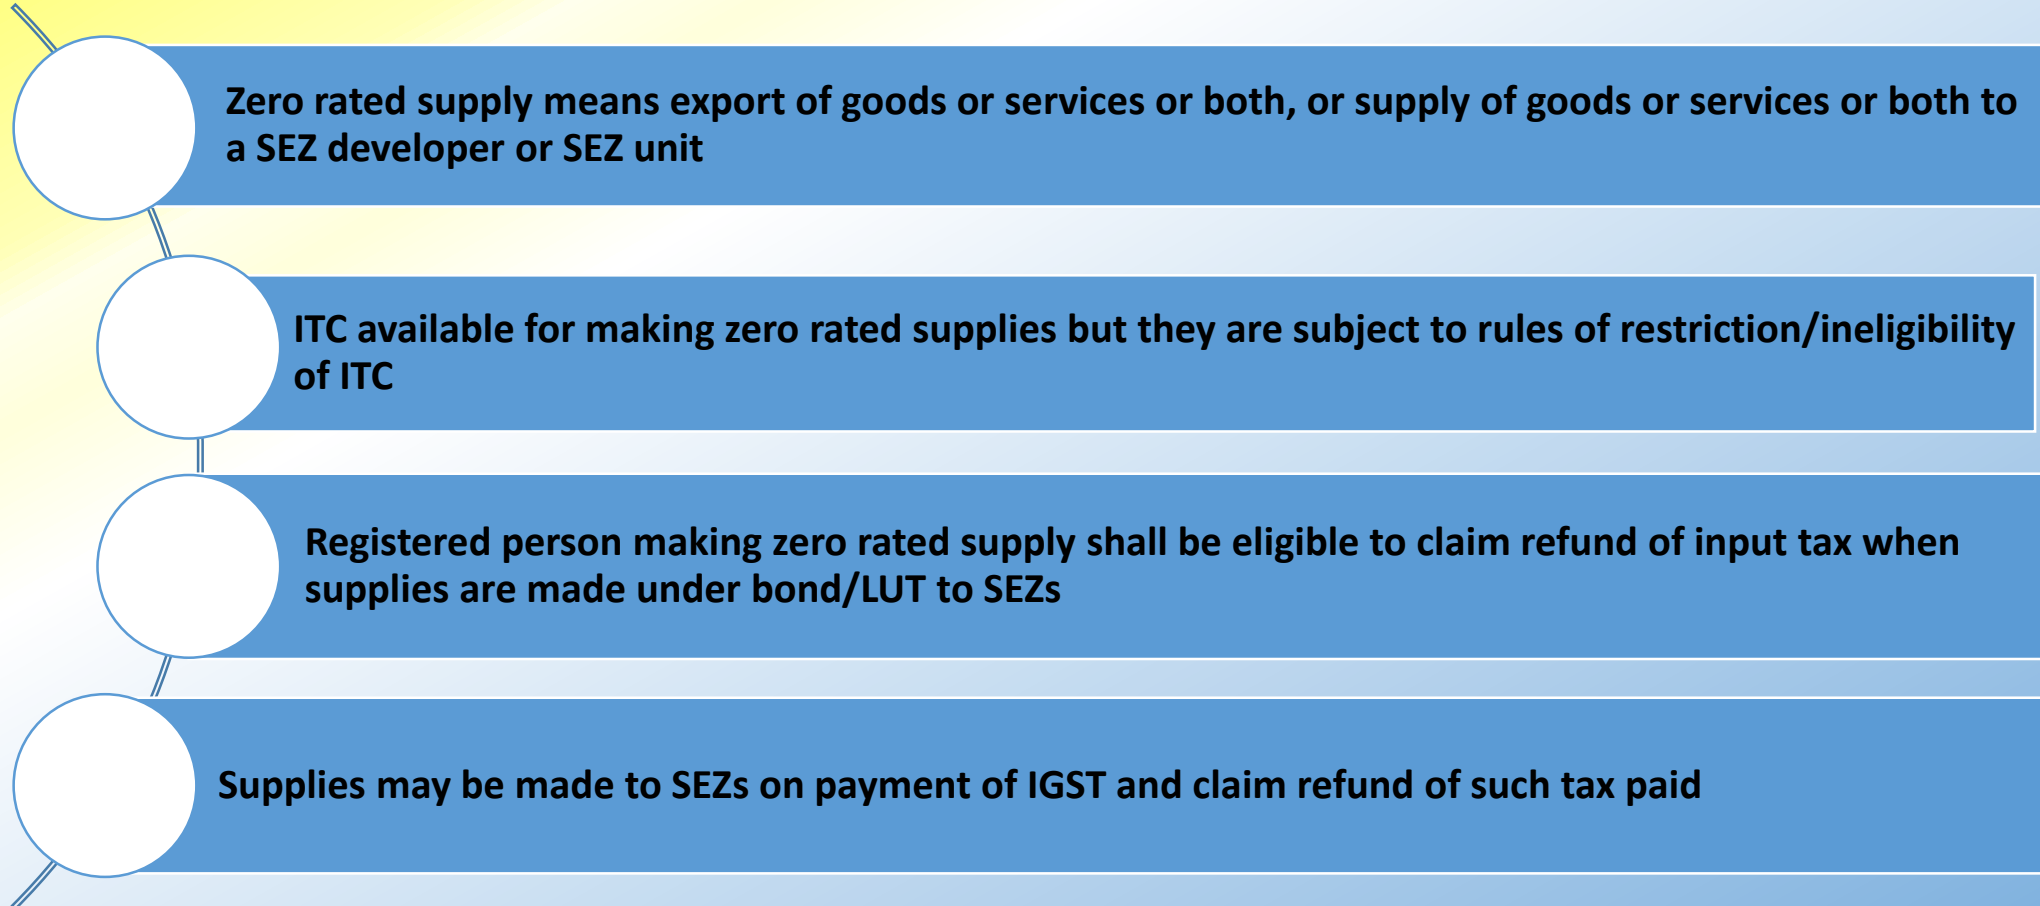 Zero rated supply means export of goods or services or both, or supply of goods or services or both to
a SEZ developer or SEZ unit
ITC available for making zero rated supplies but they are subject to rules of restriction/ineligibility
of ITC
Registered person making zero rated supply shall be eligible to claim refund of input tax when
supplies are made under bond/LUT to SEZs
Supplies may be made to SEZs on payment of IGST and claim refund of such tax paid